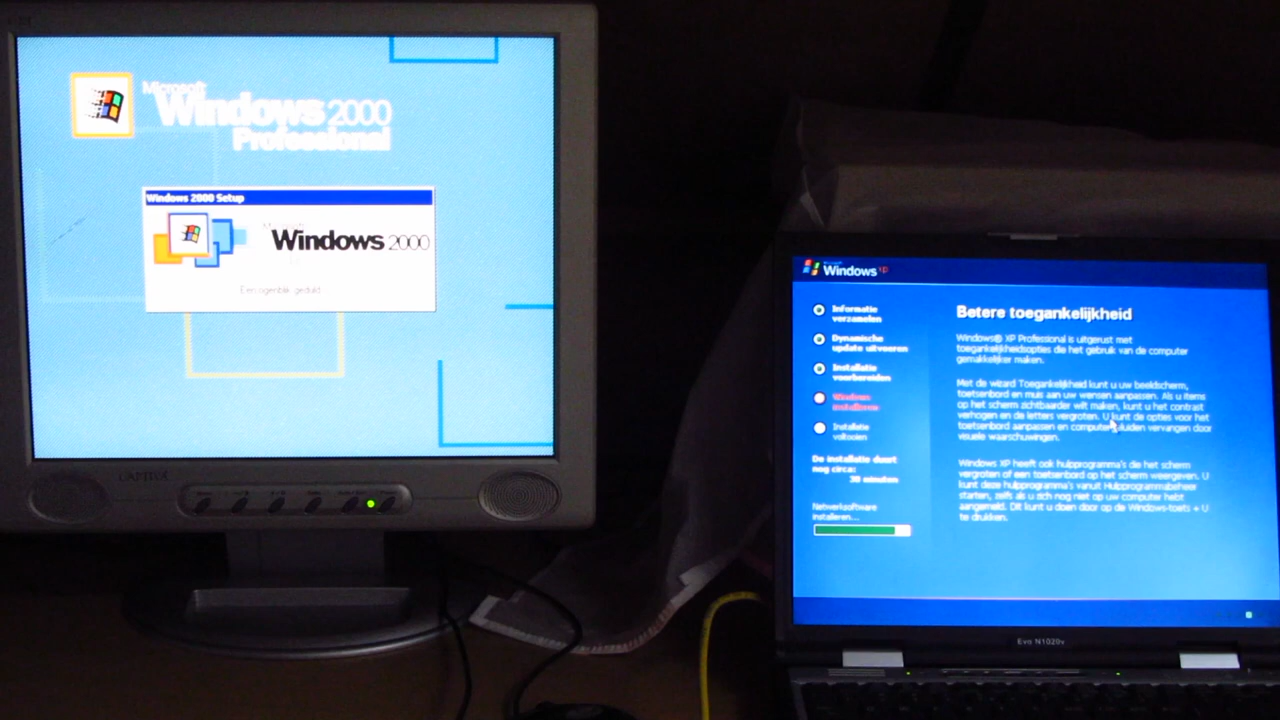 Microsoft
Windows 2000
Professional
Windows 2000 Setup
Windows 2000
Een ogenblik geduld
Microsoft
Windows xp
Informatie
verzamelen
Dynamische
update uitvoeren
Installatie
voorbereiden
Windows
installeren
Installatie
voltooien
De installatie duurt
nog circa:
30 minuten
Netwerksoftware
installeren...
Betere toegankelijkheid
Windows® XP Professional is uitgerust met
toegankelijkheidsopties die het gebruik van de computer
gemakkelijker maken.
Met de wizard Toegankelijkheid kunt u uw beeldscherm,
toetsenbord en muis aan uw wensen aanpassen. Als u items
op het scherm zichtbaarder wilt maken, kunt u het contrast
verhogen en de letters vergroten. U kunt de opties voor het
toetsenbord aanpassen en computergeluiden vervangen door
visuele waarschuwingen.
Windows XP heeft ook hulpprogramma's die het scherm
vergroten of een toetsenbord op het scherm weergeven. U
kunt deze hulpprogramma's vanuit Hulpprogrammabeheer
starten, zelfs als u zich nog niet op uw computer hebt
aangemeld. Dit kunt u doen door op de Windows-toets + U
te drukken.
Evo N1020v